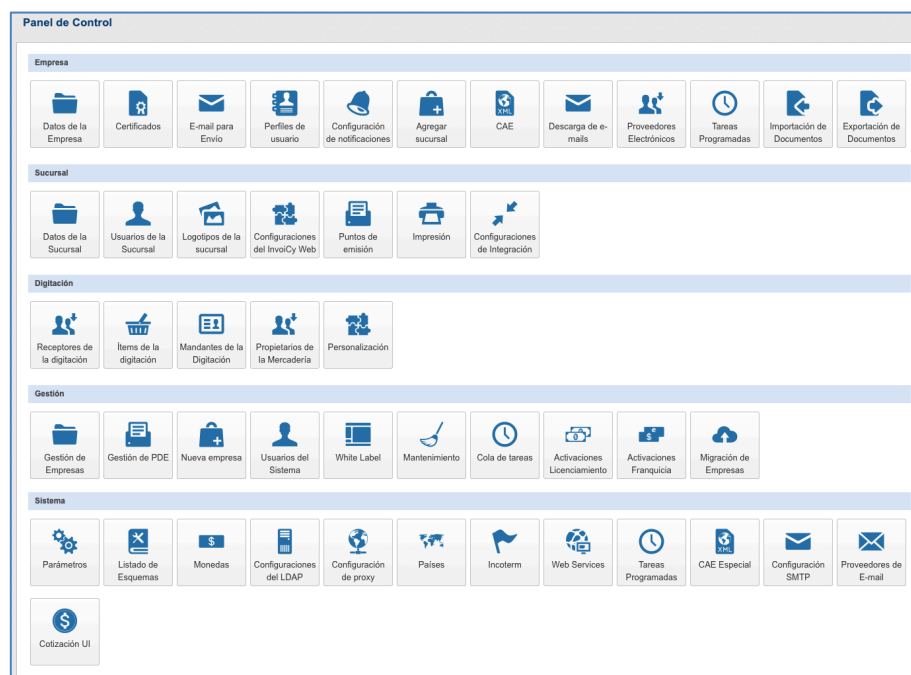 Panel de Control
Empresa
Datos de la Empresa
Certificados
E-mail para Envío
Perfiles de usuario
Configuración de notificaciones
Agregar sucursal
XML
CAE
Descarga de e-mails
Proveedores Electrónicos
Tareas Programadas
Importación de Documentos
Exportación de Documentos
Sucursal
Datos de la Sucursal
Usuarios de la Sucursal
Logotipos de la sucursal
Configuraciones del InvoiCy Web
Puntos de emisión
Impresión
Configuraciones de Integración
Digitación
Receptores de la digitación
Ítems de la digitación
Mandantes de la Digitación
Propietarios de la Mercadería
Personalización
Gestión
Gestión de Empresas
Gestión de PDE
Nueva empresa
Usuarios del Sistema
White Label
Mantenimiento
Cola de tareas
Activaciones Licenciamiento
Activaciones Franquicia
Migración de Empresas
Sistema
Parámetros
Listado de Esquemas
Monedas
Configuraciones del LDAP
Configuración de proxy
Países
Incoterm
Web Services
Tareas Programadas
XML
CAE Especial
Configuración SMTP
Proveedores de E-mail
Cotización UI